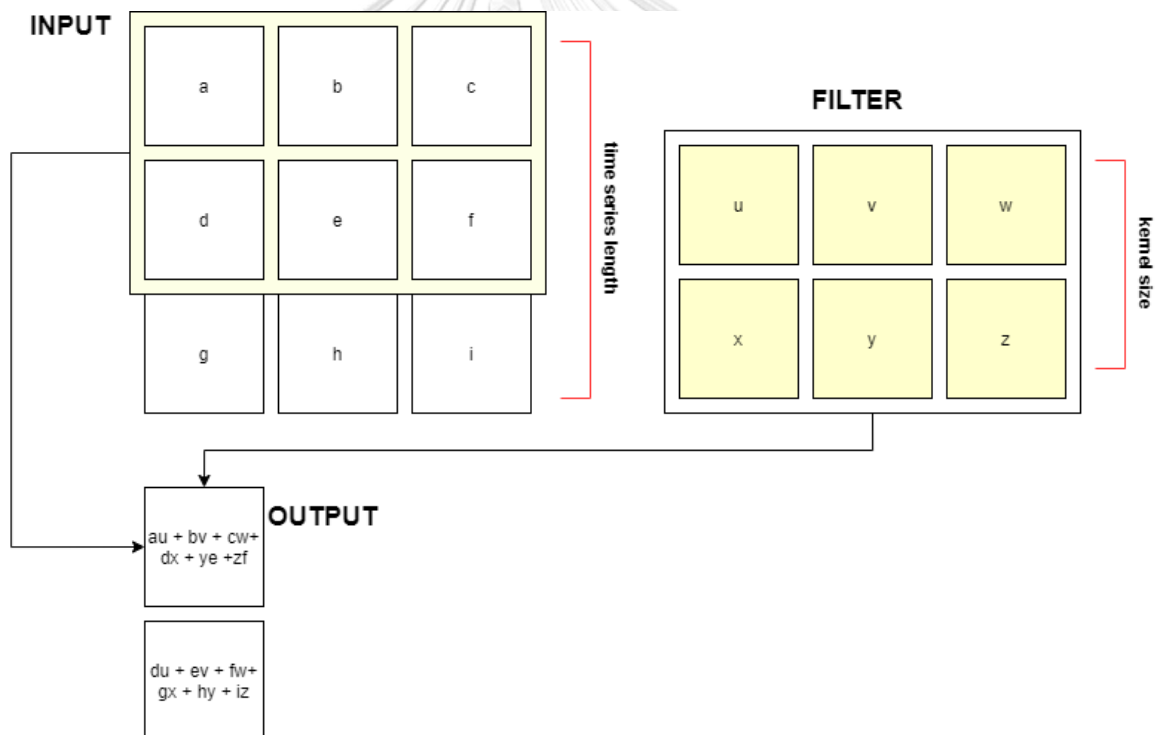 INPUT
a b c
d e f
g h i
time series length
FILTER
u v w
x y z
kernel size
OUTPUT
au + bv + cw+
dx + ye +zf
du + ev + fw+
gx + hy + iz